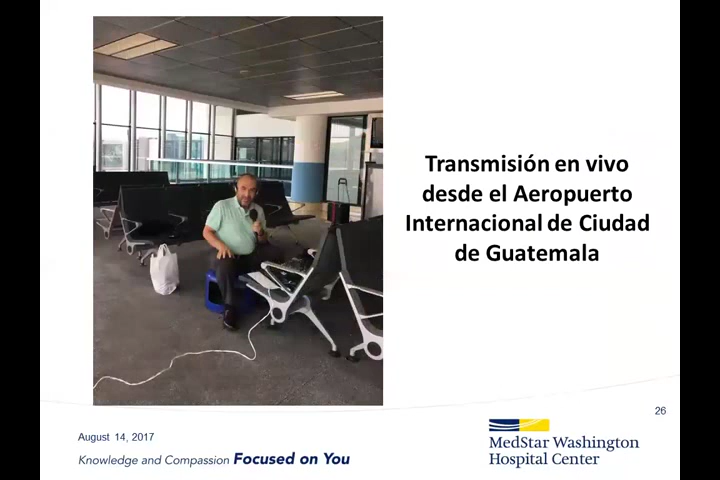 Transmisión en vivo
desde el Aeropuerto
Internacional de Ciudad
de Guatemala
26
August 14, 2017
Knowledge and Compassion Focused on You
MedStar Washington
Hospital Center